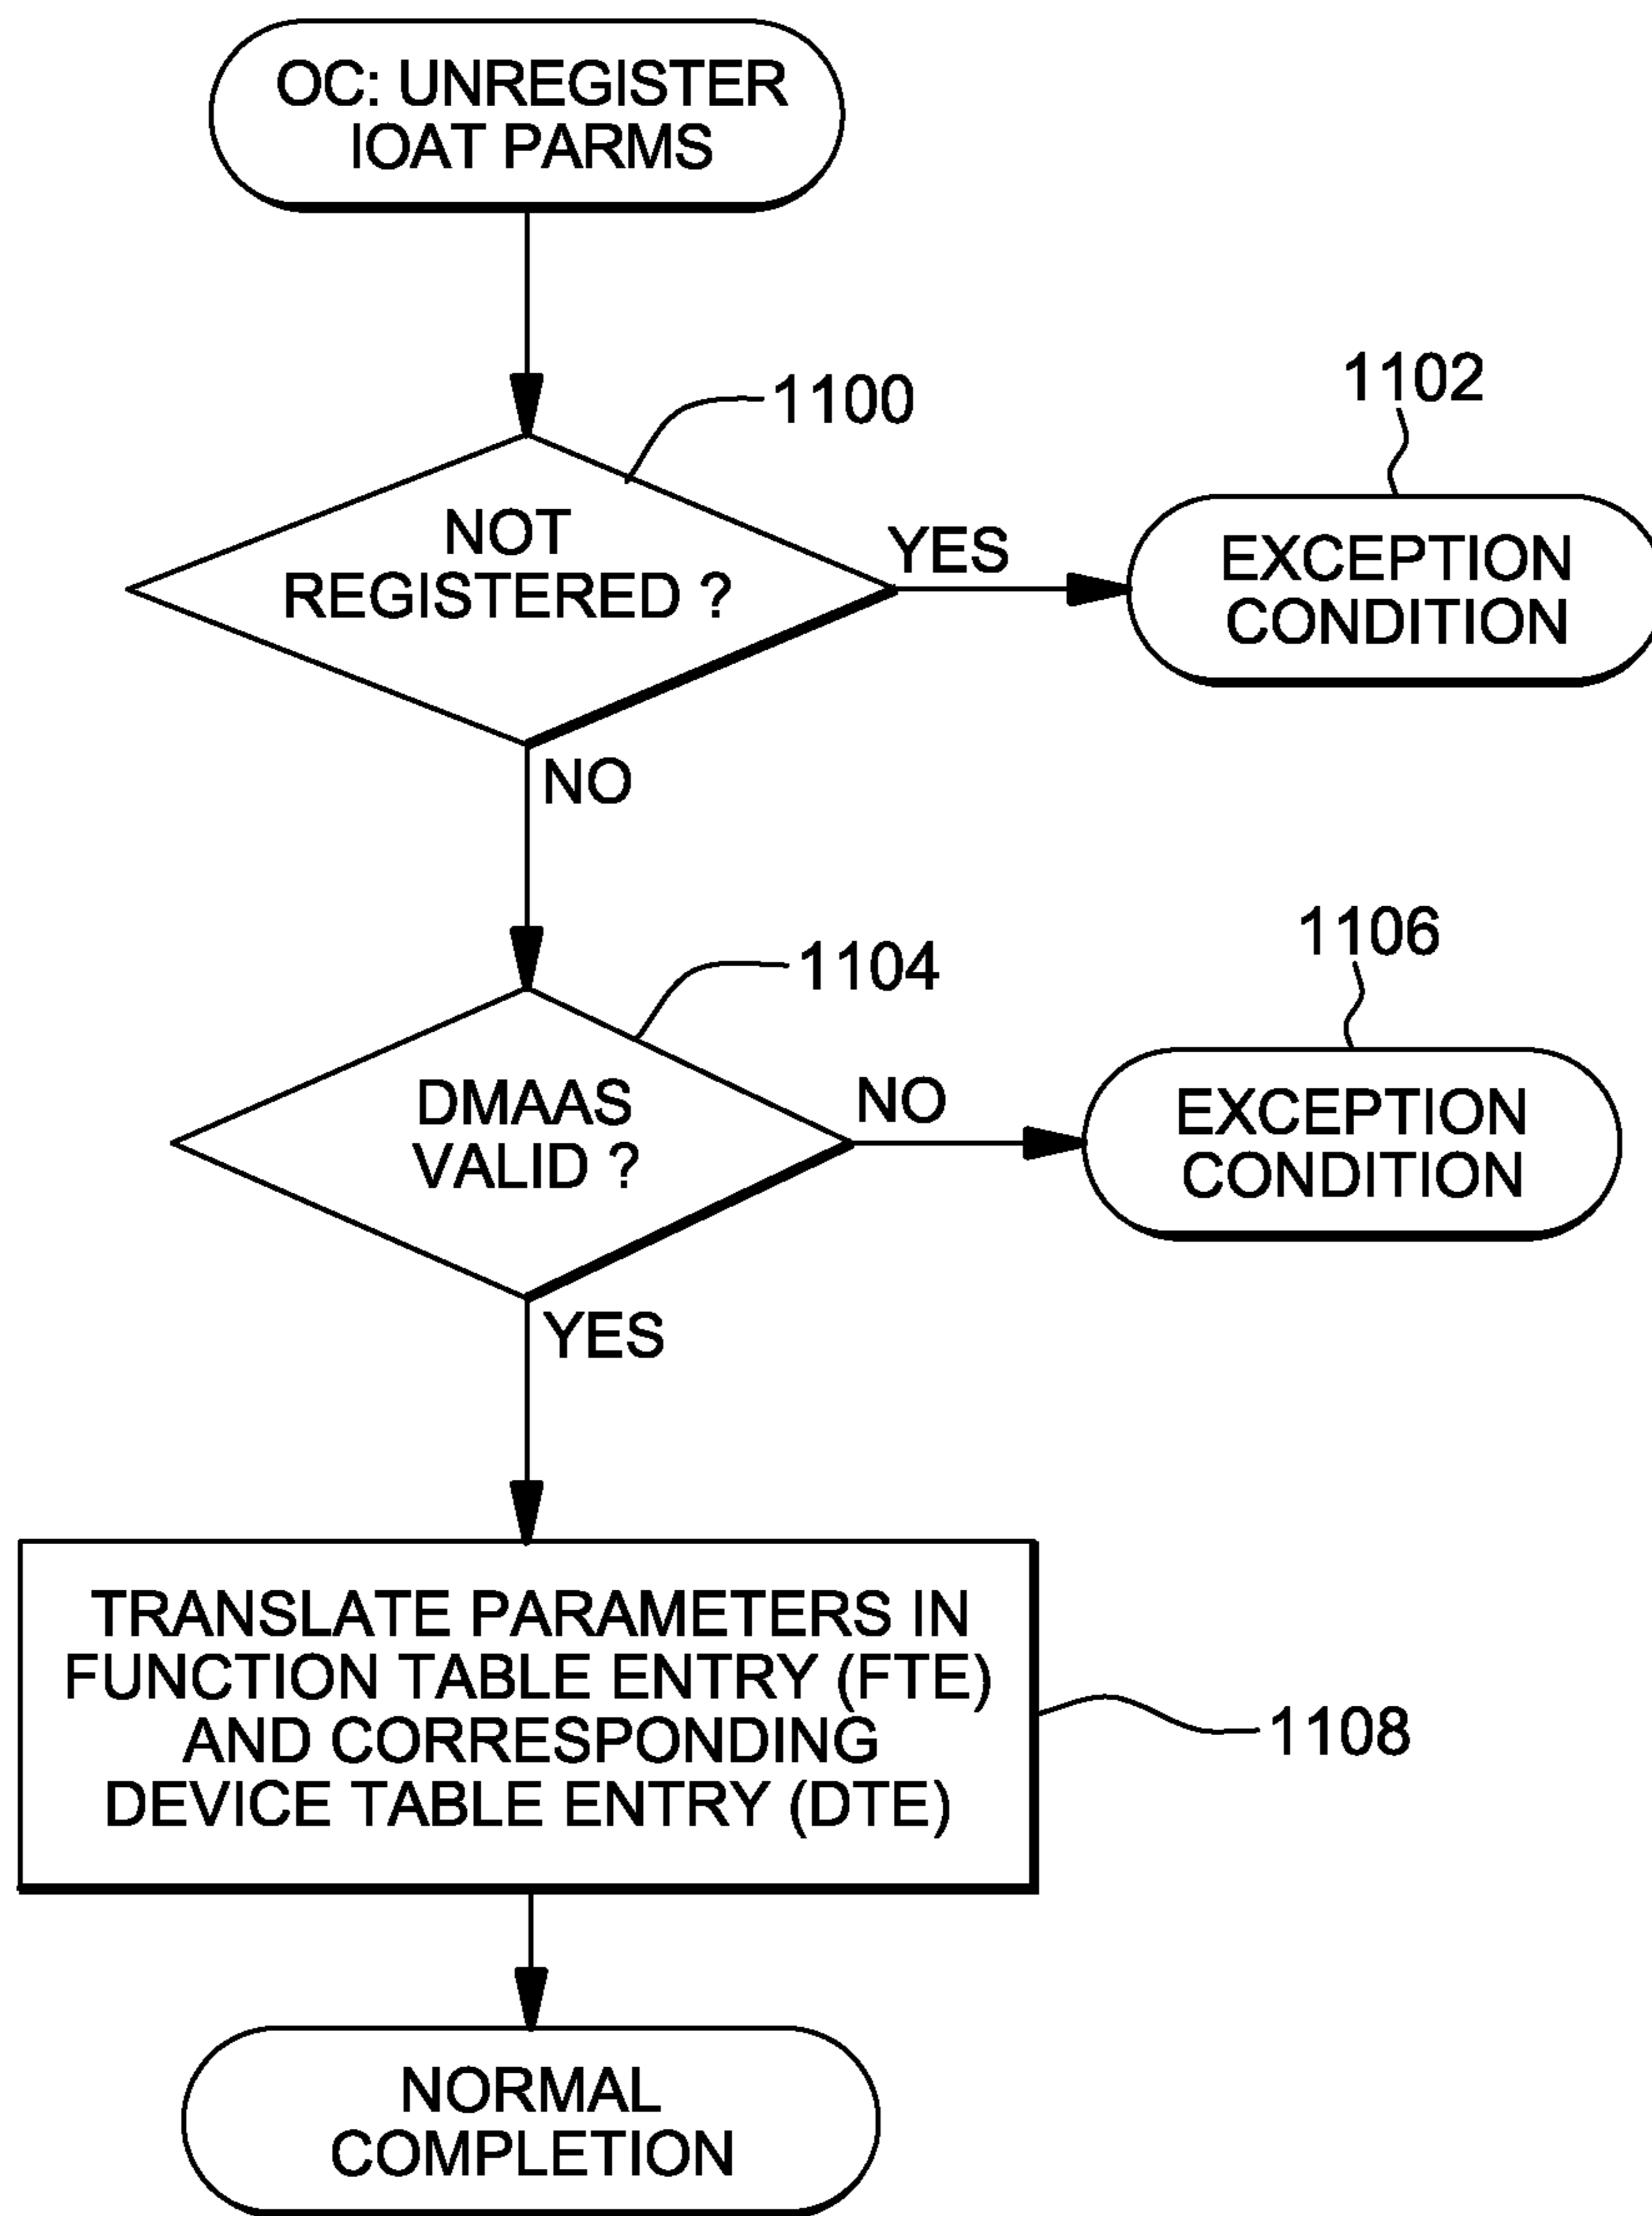 OC: UNREGISTER
IOAT PARMS
1100
1102
NOT
REGISTERED ?
YES
EXCEPTION
CONDITION
NO
1104
1106
DMAAS
VALID ?
NO
EXCEPTION
CONDITION
YES
TRANSLATE PARAMETERS IN
FUNCTION TABLE ENTRY (FTE)
AND CORRESPONDING
DEVICE TABLE ENTRY (DTE)
1108
NORMAL
COMPLETION